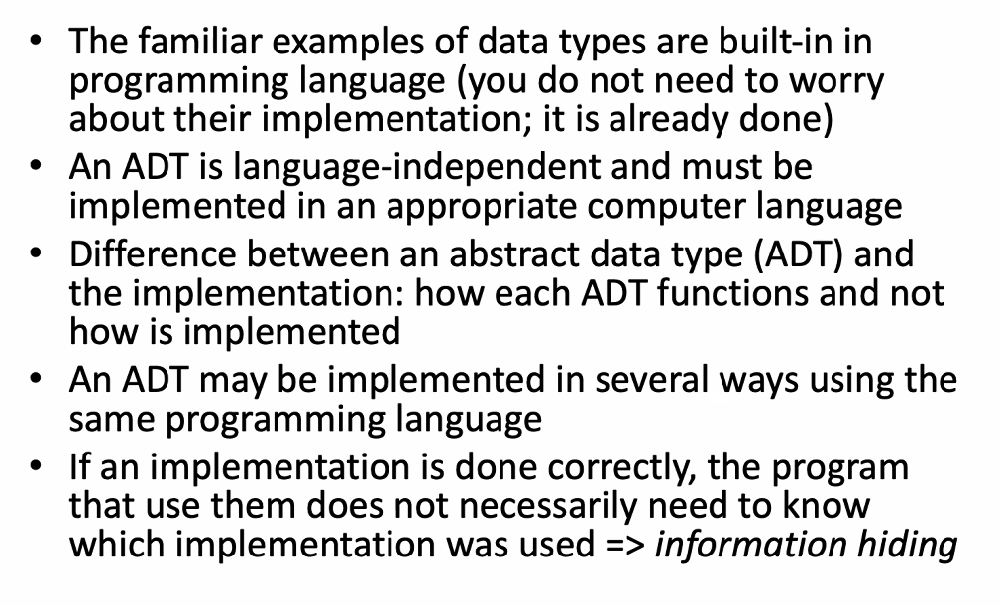 • The familiar examples of data types are built-in in
programming language (you do not need to worry
about their implementation; it is already done)
• An ADT is language-independent and must be
implemented in an appropriate computer language
• Difference between an abstract data type (ADT) and
the implementation: how each ADT functions and not
how is implemented
• An ADT may be implemented in several ways using the
same programming language
• If an implementation is done correctly, the program
that use them does not necessarily need to know
which implementation was used => information hiding